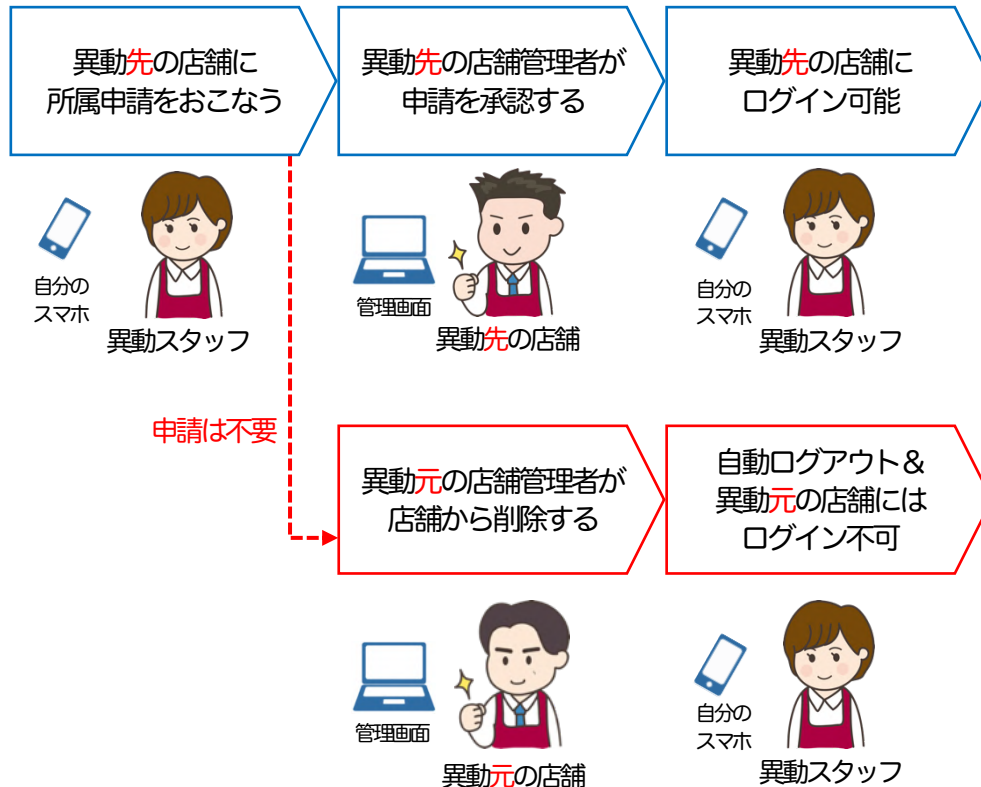 異動先の店舗に
所属申請をおこなう
異動先の店舗管理者が
申請を承認する
異動先の店舗に
ログイン可能
自分の
スマホ
異動スタッフ
管理画面
異動先の店舗
自分の
スマホ
異動スタッフ
申請は不要
異動元の店舗管理者が
店舗から削除する
自動ログアウト＆
異動元の店舗には
ログイン不可
管理画面
異動元の店舗
自分の
スマホ
異動スタッフ